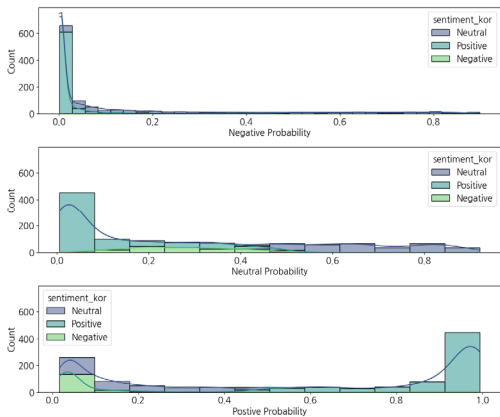 sentiment_kor
Neutral
Positive
Negative
Count
600
400
200
0
0.0
0.2
0.4
0.6
0.8
Negative Probability
sentiment_kor
Neutral
Positive
Negative
Count
600
400
200
0
0.0
0.2
0.4
0.6
0.8
Neutral Probability
sentiment_kor
Neutral
Positive
Negative
Count
600
400
200
0
0.0
0.2
0.4
0.6
0.8
1.0
Postive Probability